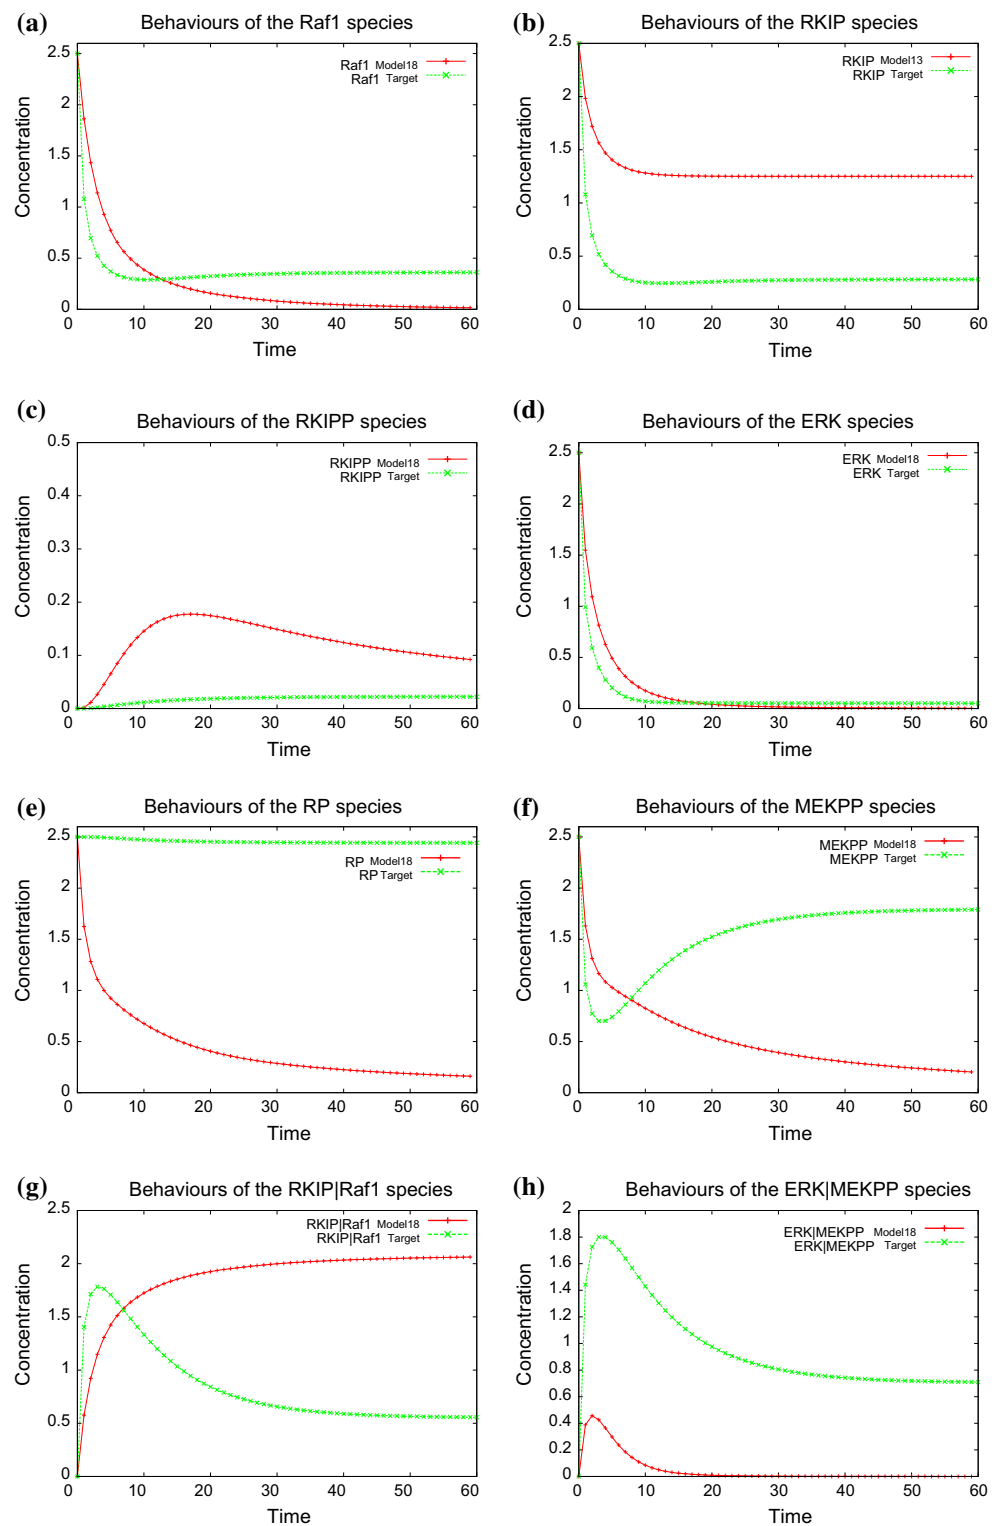 (a)
Behaviours of the Raf1 species
Raf1 Model18
Raf1 Target
Concentration
2.5
2
1.5
1
0.5
0
0 10 20 30 40 50 60
Time
(b)
Behaviours of the RKIP species
RKIP Model13
RKIP Target
Concentration
2.5
2
1.5
1
0.5
0
0 10 20 30 40 50 60
Time
(c)
Behaviours of the RKIPP species
RKIPP Model18
RKIPP Target
Concentration
0.5
0.4
0.3
0.2
0.1
0
0 10 20 30 40 50 60
Time
(d)
Behaviours of the ERK species
ERK Model18
ERK Target
Concentration
2.5
2
1.5
1
0.5
0
0 10 20 30 40 50 60
Time
(e)
Behaviours of the RP species
RP Model18
RP Target
Concentration
2.5
2
1.5
1
0.5
0
0 10 20 30 40 50 60
Time
(f)
Behaviours of the MEKPP species
MEKPP Model18
MEKPP Target
Concentration
2.5
2
1.5
1
0.5
0
0 10 20 30 40 50 60
Time
(g)
Behaviours of the RKIP|Raf1 species
RKIP|Raf1 Model18
RKIP|Raf1 Target
Concentration
2.5
2
1.5
1
0.5
0
0 10 20 30 40 50 60
Time
(h)
Behaviours of the ERK|MEKPP species
ERK|MEKPP Model18
ERK|MEKPP Target
Concentration
2
1.8
1.6
1.4
1.2
1
0.8
0.6
0.4
0.2
0
0 10 20 30 40 50 60
Time